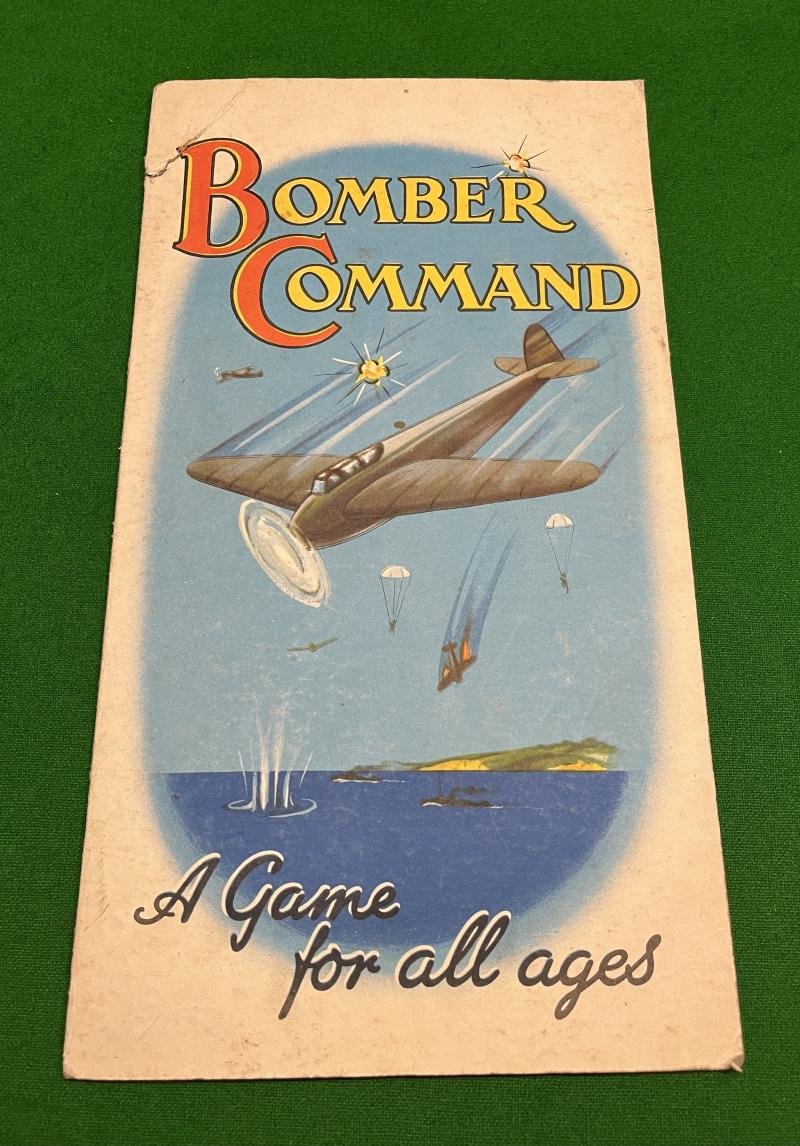 BOMBER
COMMAND
A Game
for all ages